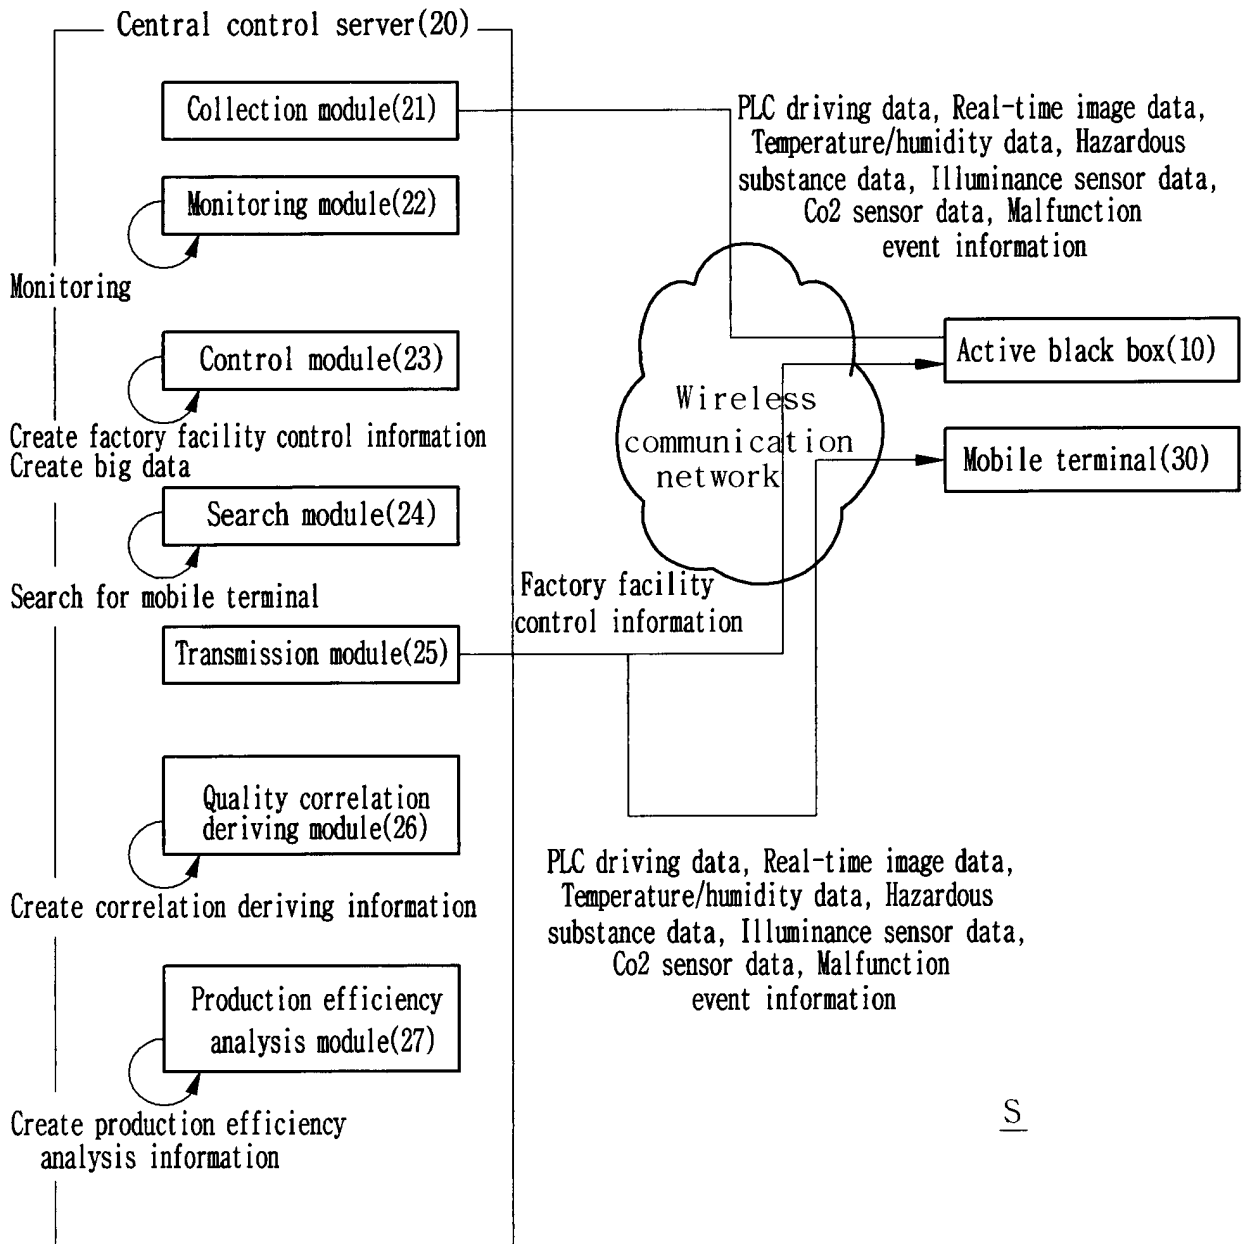 Central control server(20)
Collection module(21)
Monitoring module(22)
Monitoring
Control module(23)
Create factory facility control information
Create big data
Search module(24)
Search for mobile terminal
Transmission module(25)
Quality correlation
deriving module(26)
Create correlation deriving information
Production efficiency
analysis module(27)
Create production efficiency
analysis information
PLC driving data, Real-time image data,
Temperature/humidity data, Hazardous
substance data, Illuminance sensor data,
Co2 sensor data, Malfunction
event information
Wireless
communication
network
Active black box(10)
Mobile terminal(30)
Factory facility
control information
PLC driving data, Real-time image data,
Temperature/humidity data, Hazardous
substance data, Illuminance sensor data,
Co2 sensor data, Malfunction
event information
S